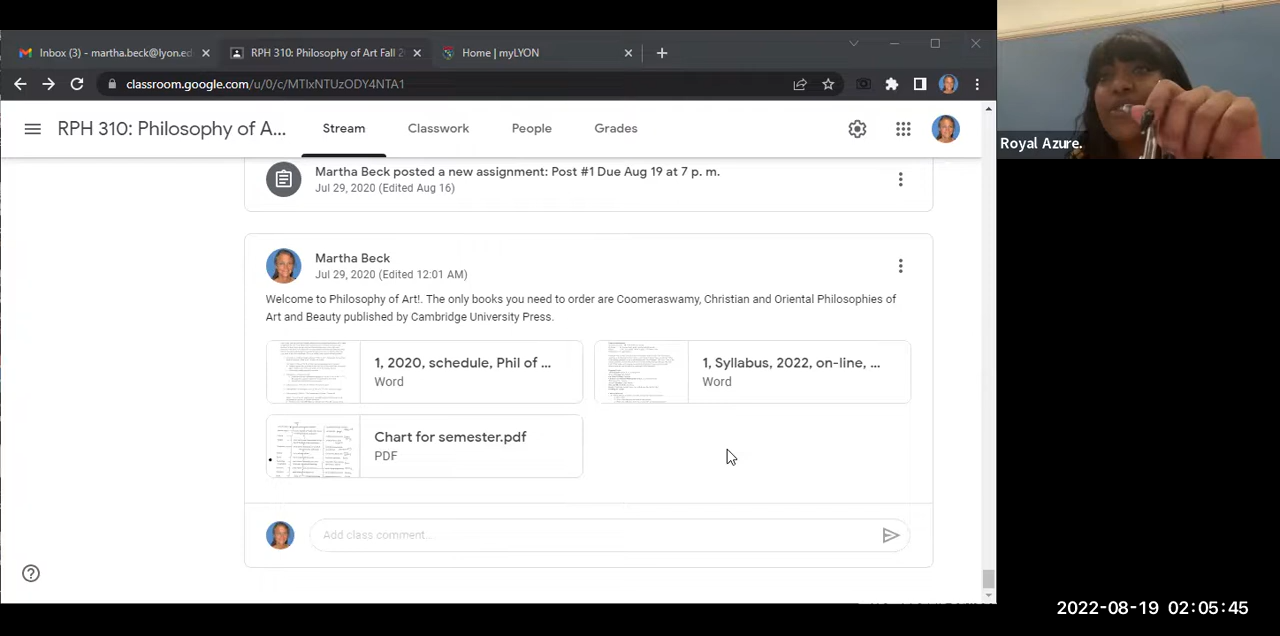 Inbox (3) - martha.beck@lyon.ed
RPH 310: Philosophy of Art Fall 2
Home | myLYON
classroom.google.com/u/0/c/MTIxNTUzODY4NTA1
RPH 310: Philosophy of A...
Stream
Classwork
People
Grades
Royal Azure.
Martha Beck posted a new assignment: Post #1 Due Aug 19 at 7 p. m.
Jul 29, 2020 (Edited Aug 16)
Martha Beck
Jul 29, 2020 (Edited 12:01 AM)
Welcome to Philosophy of Art!. The only books you need to order are Coomeraswamy, Christian and Oriental Philosophies of
Art and Beauty published by Cambridge University Press.
1, 2020, schedule, Phil of ...
Word
1, Syllabus, 2022, on-line, ...
Word
Chart for semester.pdf
PDF
Add class comment...
2022-08-19 02:05:45